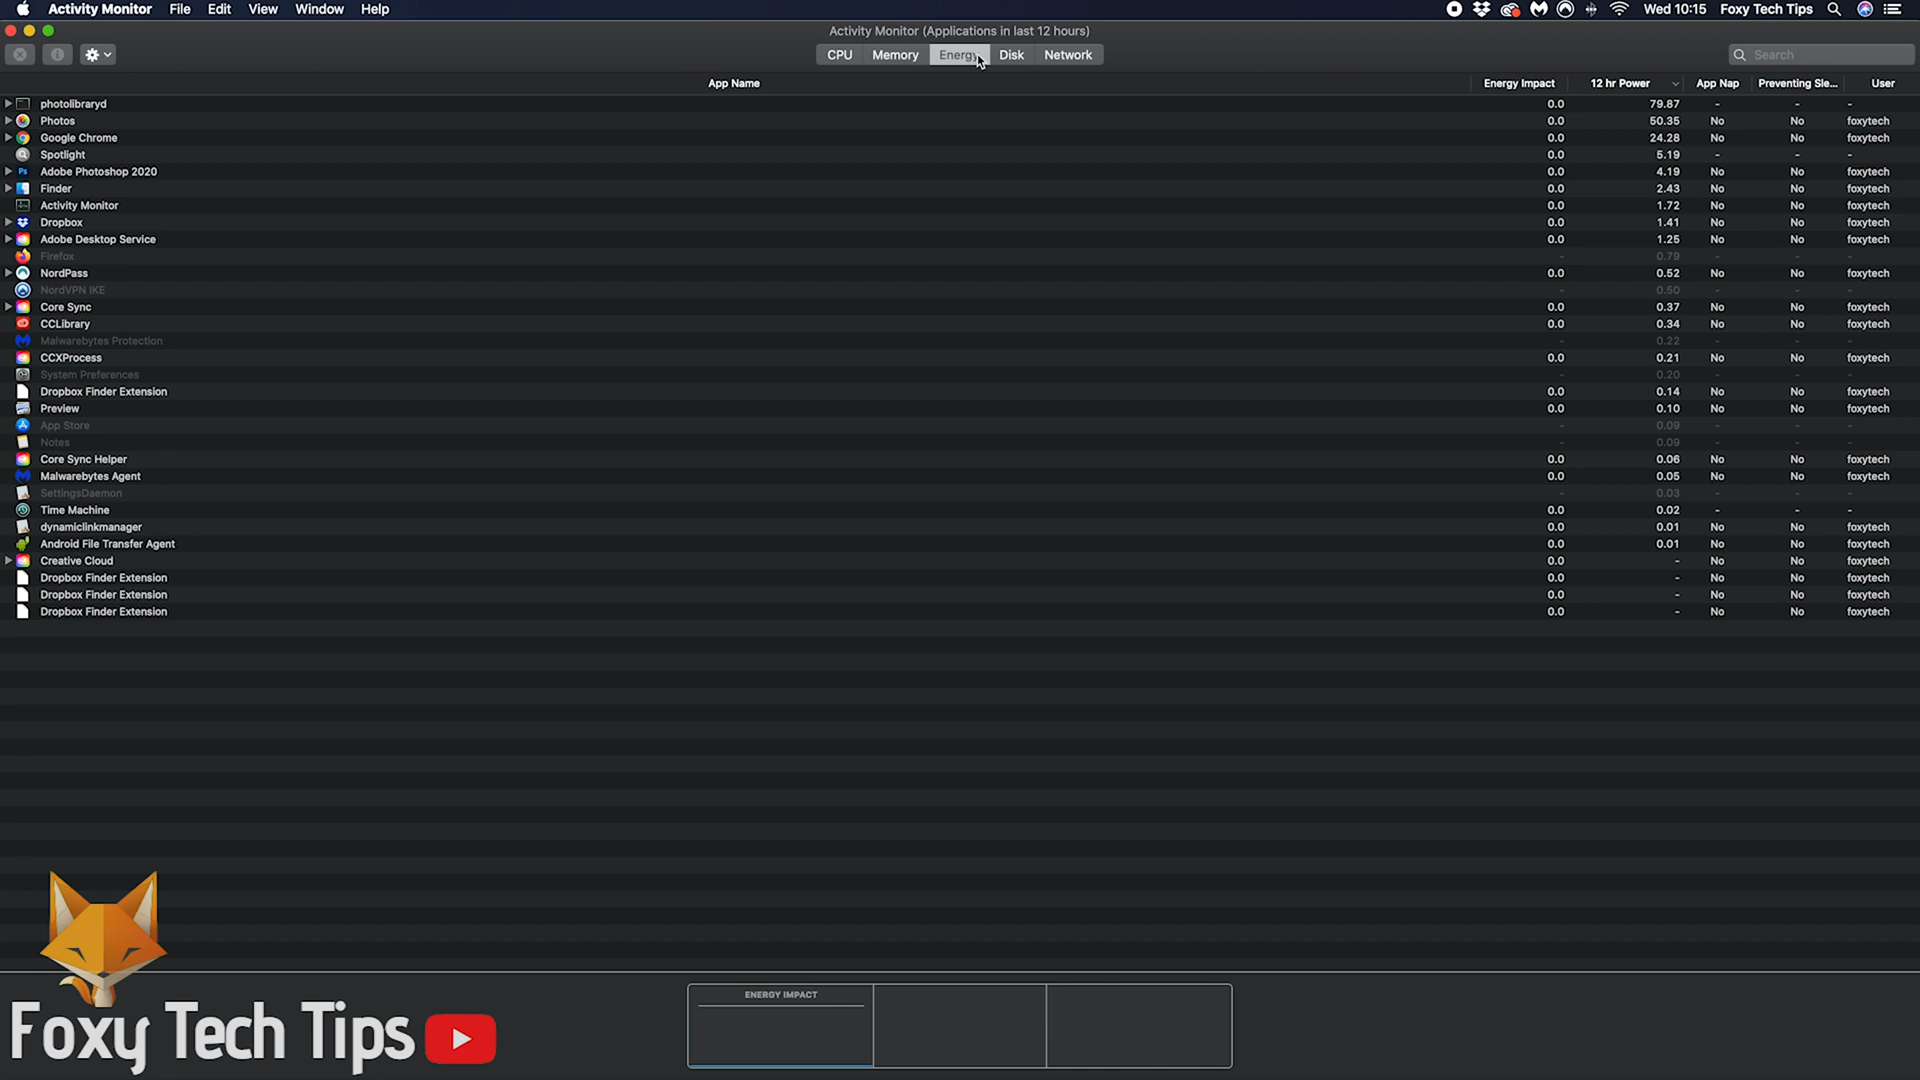 Activity Monitor File Edit View Window Help Wed 10:15 Foxy Tech Tips
Activity Monitor (Applications in last 12 hours)
CPU Memory Energy Disk Network Search
App Name Energy Impact 12 hr Power App Nap Preventing Sle... User
photolibraryd 0.0 79.87 - - -
Photos 0.0 50.35 No No foxytech
Google Chrome 0.0 24.28 No No foxytech
Spotlight 0.0 5.19 - - -
Ps Adobe Photoshop 2020 0.0 4.19 No No foxytech
Finder 0.0 2.43 No No foxytech
Activity Monitor 0.0 1.72 No No foxytech
Dropbox 0.0 1.41 No No foxytech
Adobe Desktop Service 0.0 1.25 No No foxytech
Firefox - 0.79 - - -
NordPass 0.0 0.52 No No foxytech
NordVPN IKE - 0.50 - - -
Core Sync 0.0 0.37 No No foxytech
CCLibrary 0.0 0.34 No No foxytech
Malwarebytes Protection - 0.22 - - -
CCXProcess 0.0 0.21 No No foxytech
System Preferences - 0.20 - - -
Dropbox Finder Extension 0.0 0.14 No No foxytech
Preview 0.0 0.10 No No foxytech
App Store - 0.09 - - -
Notes - 0.09 - - -
Core Sync Helper 0.0 0.06 No No foxytech
Malwarebytes Agent 0.0 0.05 No No foxytech
SettingsDaemon - 0.03 - - -
Time Machine 0.0 0.02 - - -
dynamiclinkmanager 0.0 0.01 No No foxytech
Android File Transfer Agent 0.0 0.01 No No foxytech
Creative Cloud 0.0 - No No foxytech
Dropbox Finder Extension 0.0 - No No foxytech
Dropbox Finder Extension 0.0 - No No foxytech
Dropbox Finder Extension 0.0 - No No foxytech
ENERGY IMPACT
Foxy Tech Tips